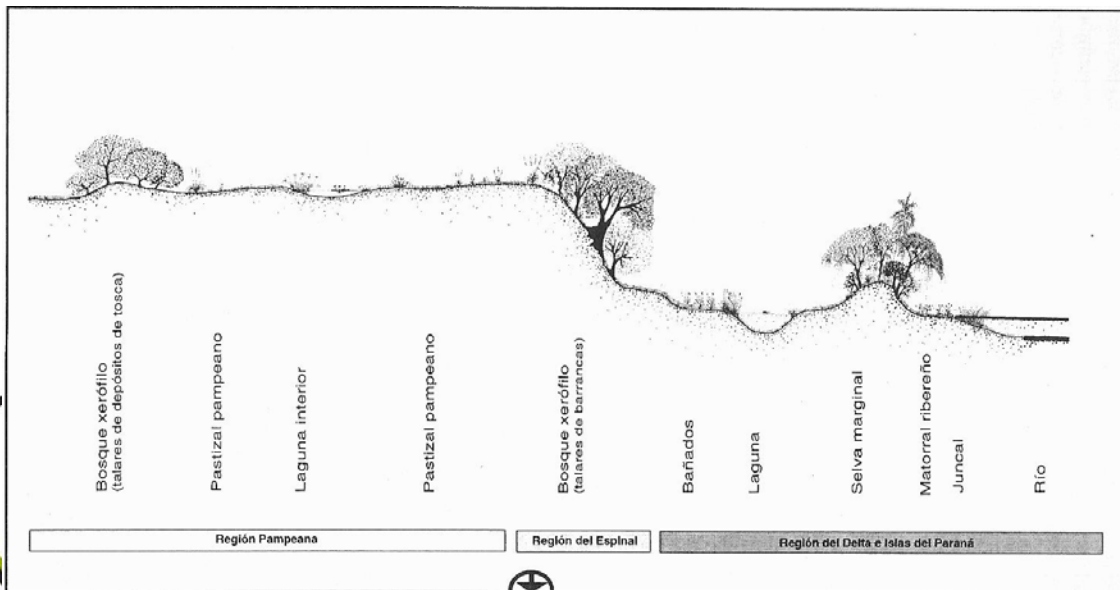 Bosque xerófilo
(talares de depósitos de tosca)
Pastizal pampeano
Laguna interior
Pastizal pampeano
Bosque xerófilo
(talares de barrancas)
Bañados
Laguna
Selva marginal
Matorral ribereño
Juncal
Río
Región Pampeana
Región del Espinal
Región del Delta e Islas del Paraná